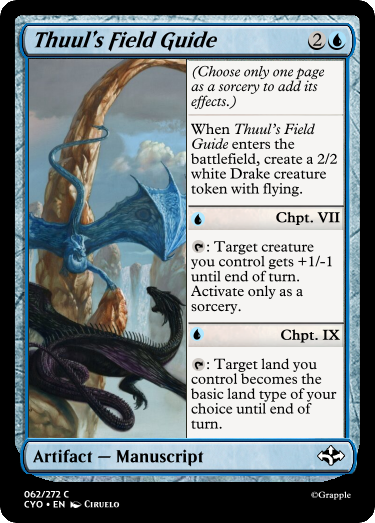 Thuul's Field Guide 2
(Choose only one page
as a sorcery to add its
effects.)
When Thuul's Field
Guide enters the
battlefield, create a 2/2
white Drake creature
token with flying.
Chpt. VII
: Target creature
you control gets +1/-1
until end of turn.
Activate only as a
sorcery.
Chpt. IX
: Target land you
control becomes the
basic land type of your
choice until end of
turn.
Artifact — Manuscript
062/272 C
CYO • EN Ciruelo
©Grapple